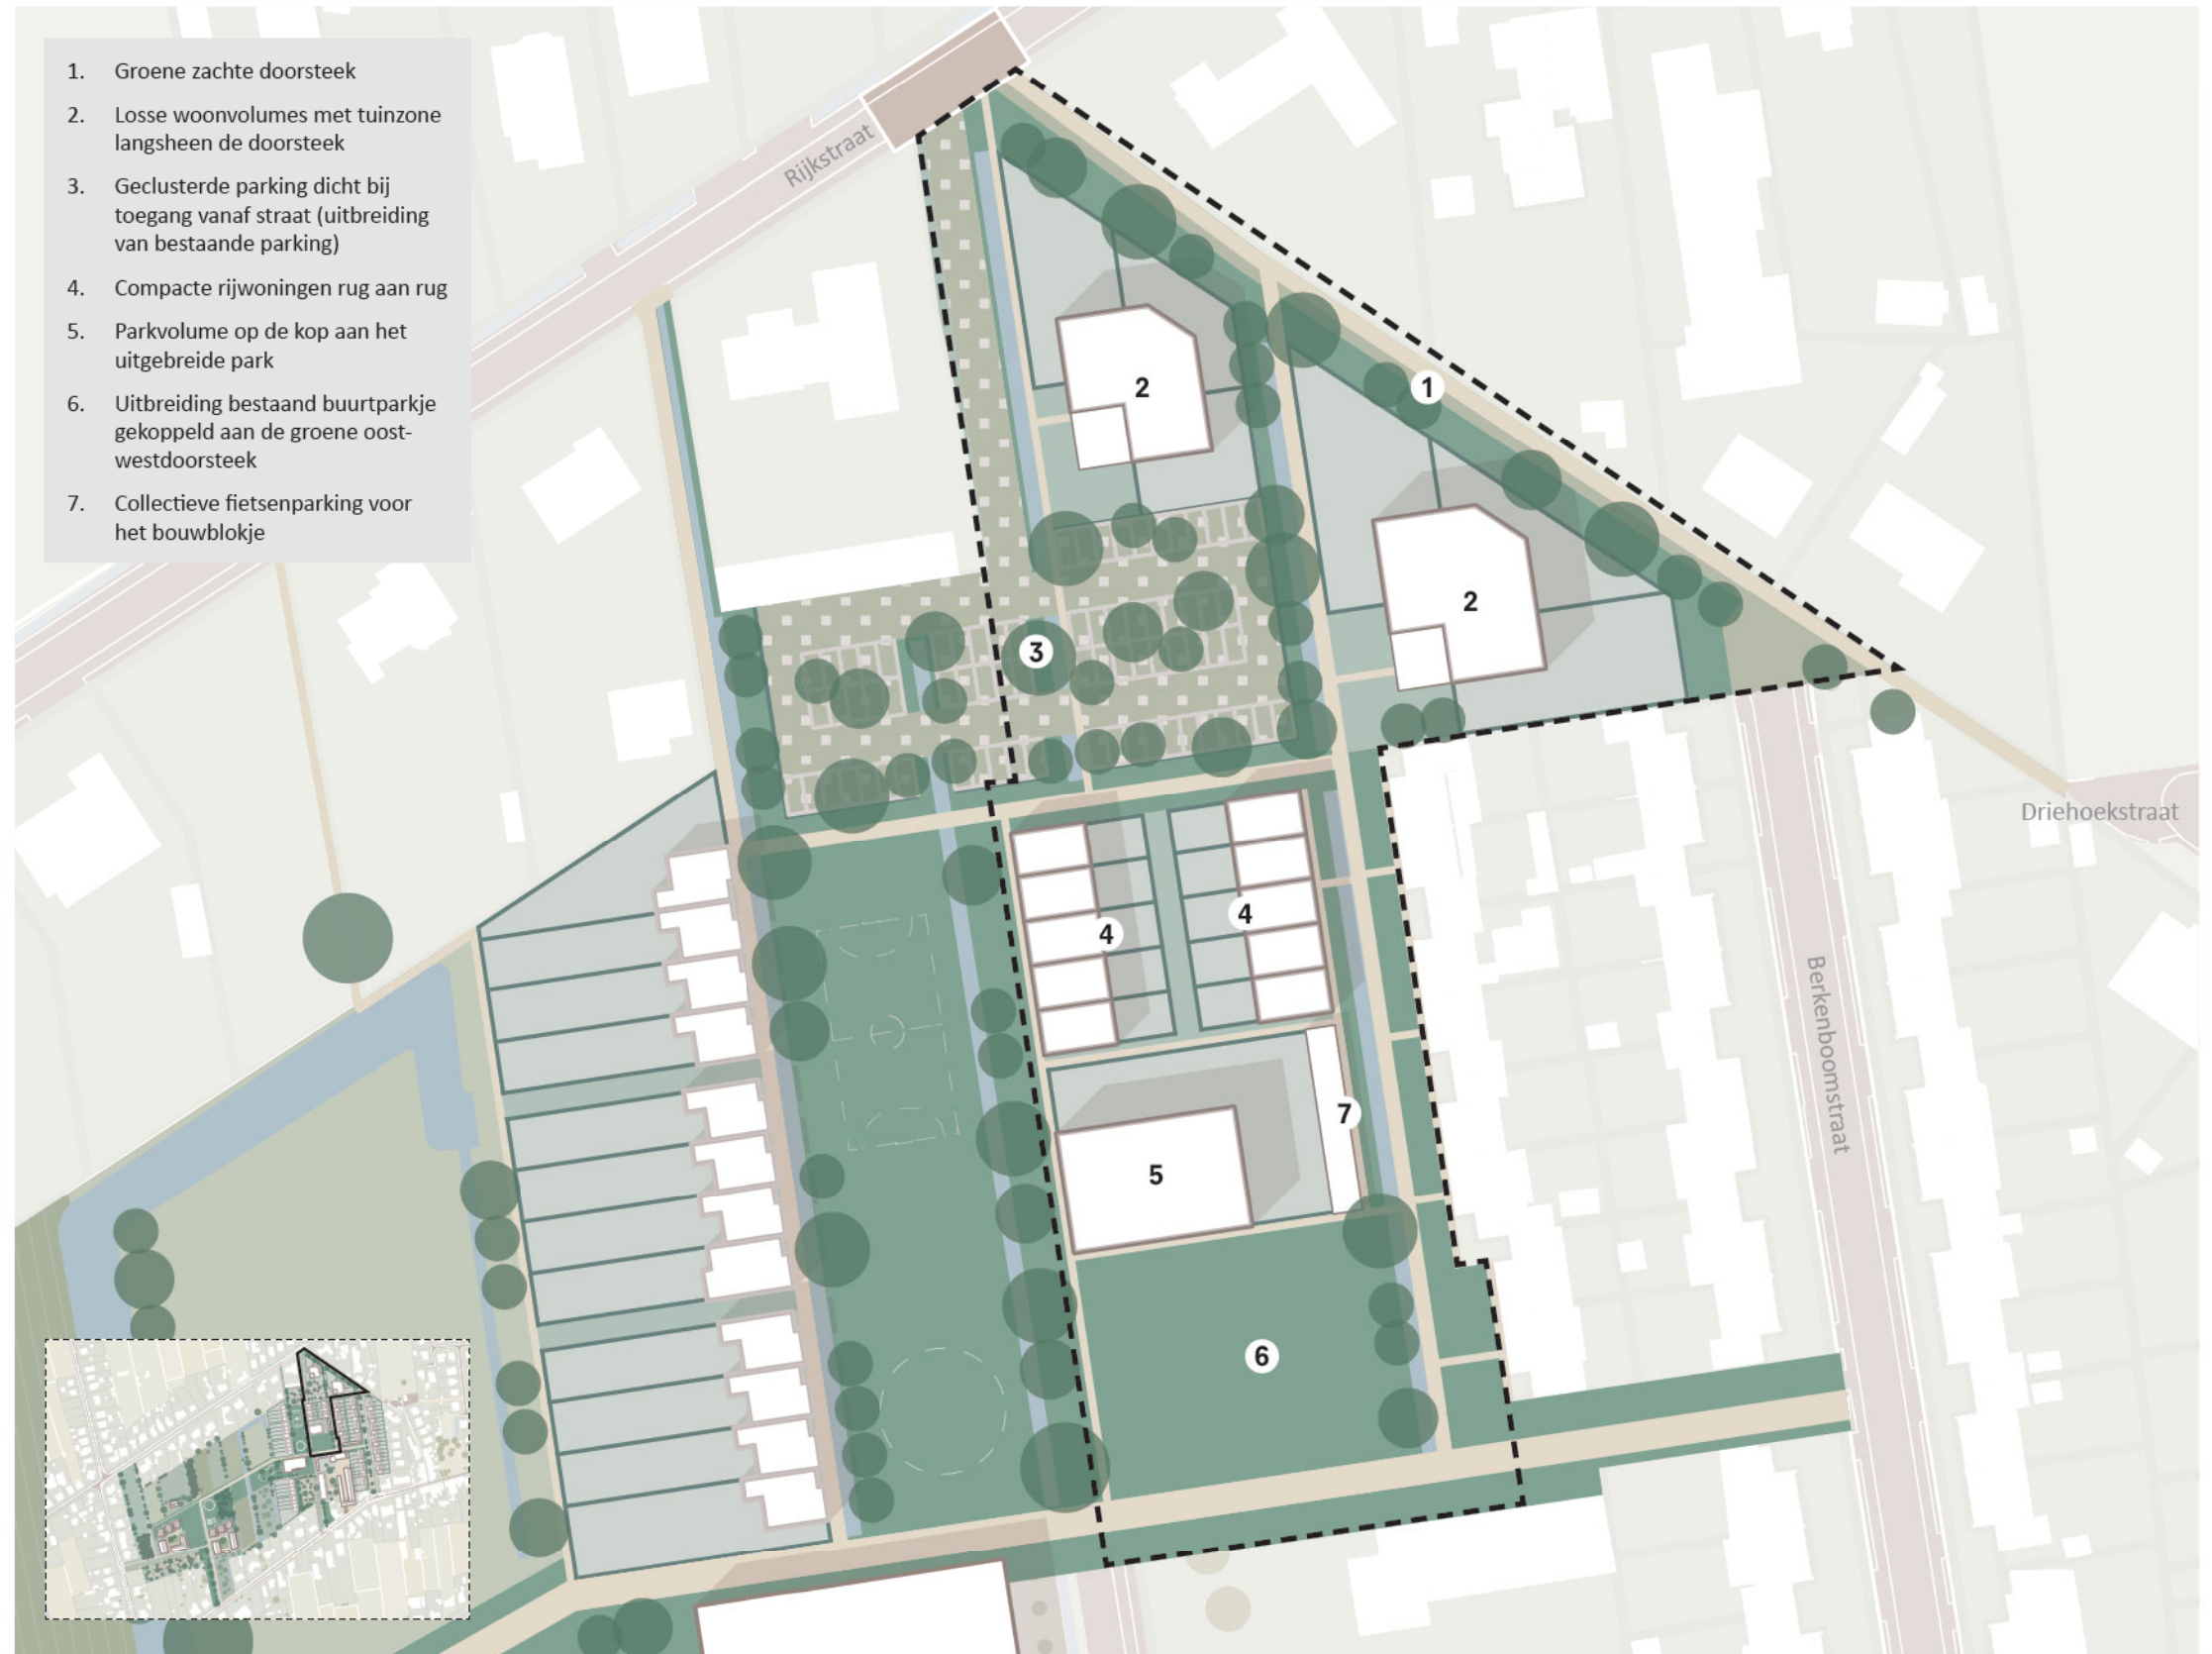 1. Groene zachte doorsteek
2. Losse woonvolumes met tuinzone
langsheen de doorsteek
3. Geclusterde parking dicht bij
toegang vanaf straat (uitbreiding
van bestaande parking)
4. Compacte rijwoningen rug aan rug
5. Parkvolume op de kop aan het
uitgebreide park
6. Uitbreiding bestaand buurtparkje
gekoppeld aan de groene oost-
westdoorsteek
7. Collectieve fietsenparking voor
het bouwblokje
Rijkstraat
2
1
2
3
Driehoekstraat
4
4
Berkenboomstraat
7
5
6